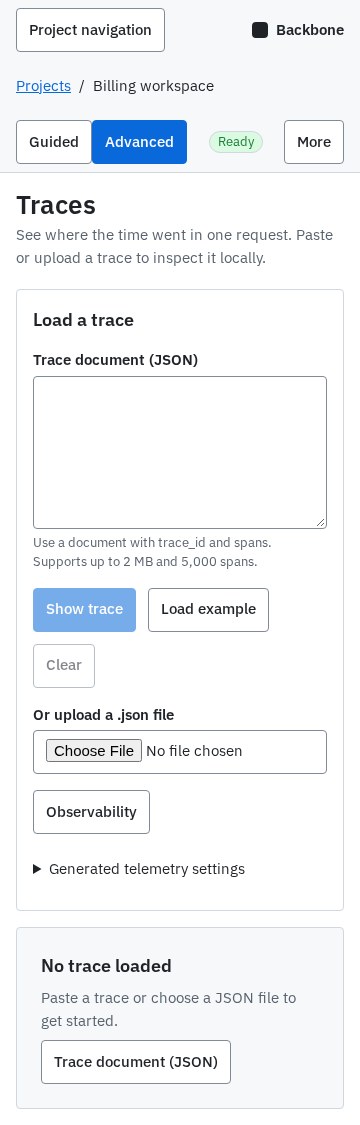 Project navigation
Backbone
Projects / Billing workspace
Guided
Advanced
Ready
More
Traces
See where the time went in one request. Paste
or upload a trace to inspect it locally.
Load a trace
Trace document (JSON)
Use a document with trace_id and spans.
Supports up to 2 MB and 5,000 spans.
Show trace
Load example
Clear
Or upload a .json file
Choose File No file chosen
Observability
Generated telemetry settings
No trace loaded
Paste a trace or choose a JSON file to
get started.
Trace document (JSON)